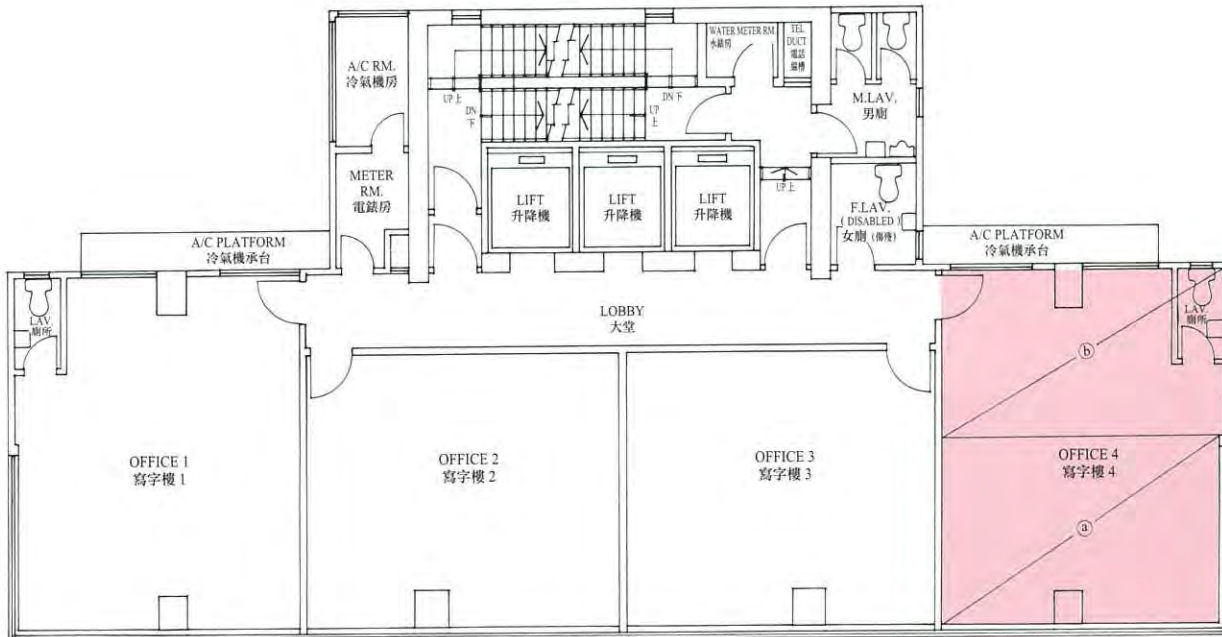 A/C RM.
冷氣機房
UP 上
DN
下
DN 下
UP
上
WATER METER RM.
水錶房
TEL.
DUCT
電話
線槽
M.LAV.
男廁
METER
RM.
電錶房
LIFT
升降機
LIFT
升降機
LIFT
升降機
UP 上
F.LAV.
( DISABLED )
女廁 (傷殘)
A/C PLATFORM
冷氣機承台
A/C PLATFORM
冷氣機承台
LAV.
廁所
LOBBY
大堂
LAV.
廁所
b
OFFICE 1
寫字樓 1
OFFICE 2
寫字樓 2
OFFICE 3
寫字樓 3
OFFICE 4
寫字樓 4
a